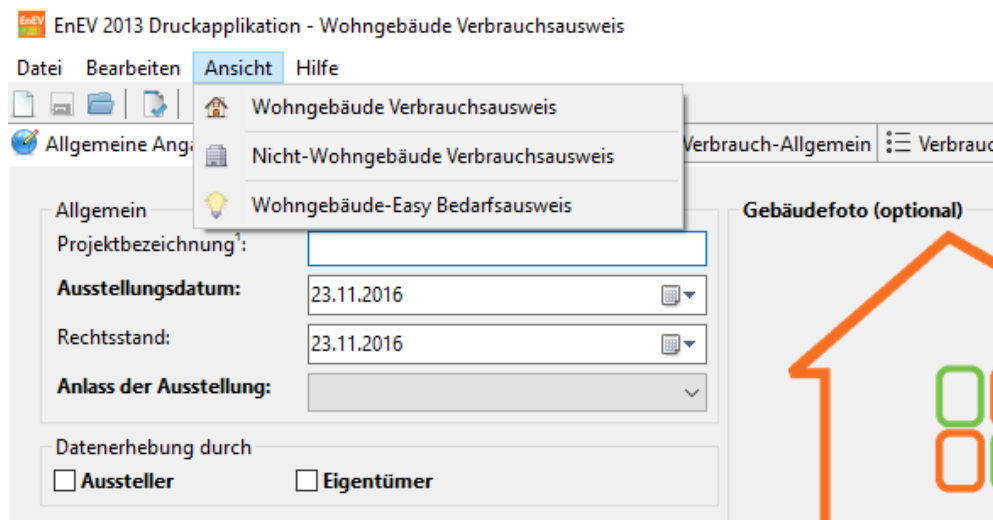 EnEV 2013 Druckapplikation - Wohngebäude Verbrauchsausweis
Datei Bearbeiten Ansicht Hilfe
Wohngebäude Verbrauchsausweis
Nicht-Wohngebäude Verbrauchsausweis
Wohngebäude-Easy Bedarfsausweis
Allgemeine Anga Verbrauch-Allgemein Verbrauc
Allgemein
Gebäudefoto (optional)
Projektbezeichnung¹:
Ausstellungsdatum: 23.11.2016
Rechtsstand: 23.11.2016
Anlass der Ausstellung:
Datenerhebung durch
Aussteller Eigentümer